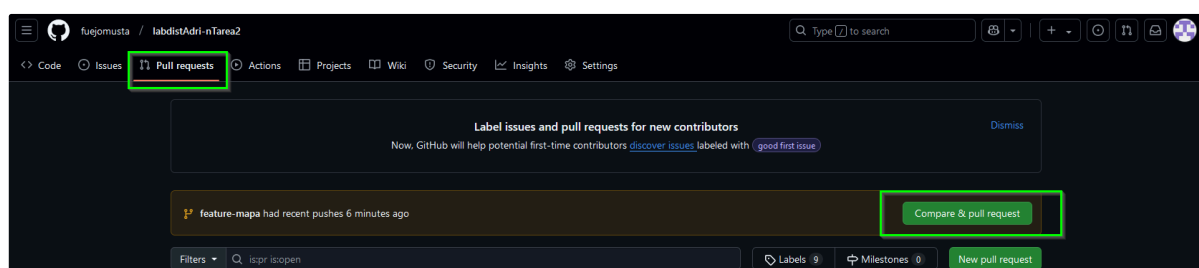 fuejomusta / labdistAdri-nTarea2 Type / to search
Code Issues Pull requests Actions Projects Wiki Security Insights Settings
Label issues and pull requests for new contributors Dismiss
Now, GitHub will help potential first-time contributors discover issues labeled with good first issue
feature-mapa had recent pushes 6 minutes ago Compare & pull request
Filters is:pr is:open Labels 9 Milestones 0 New pull request